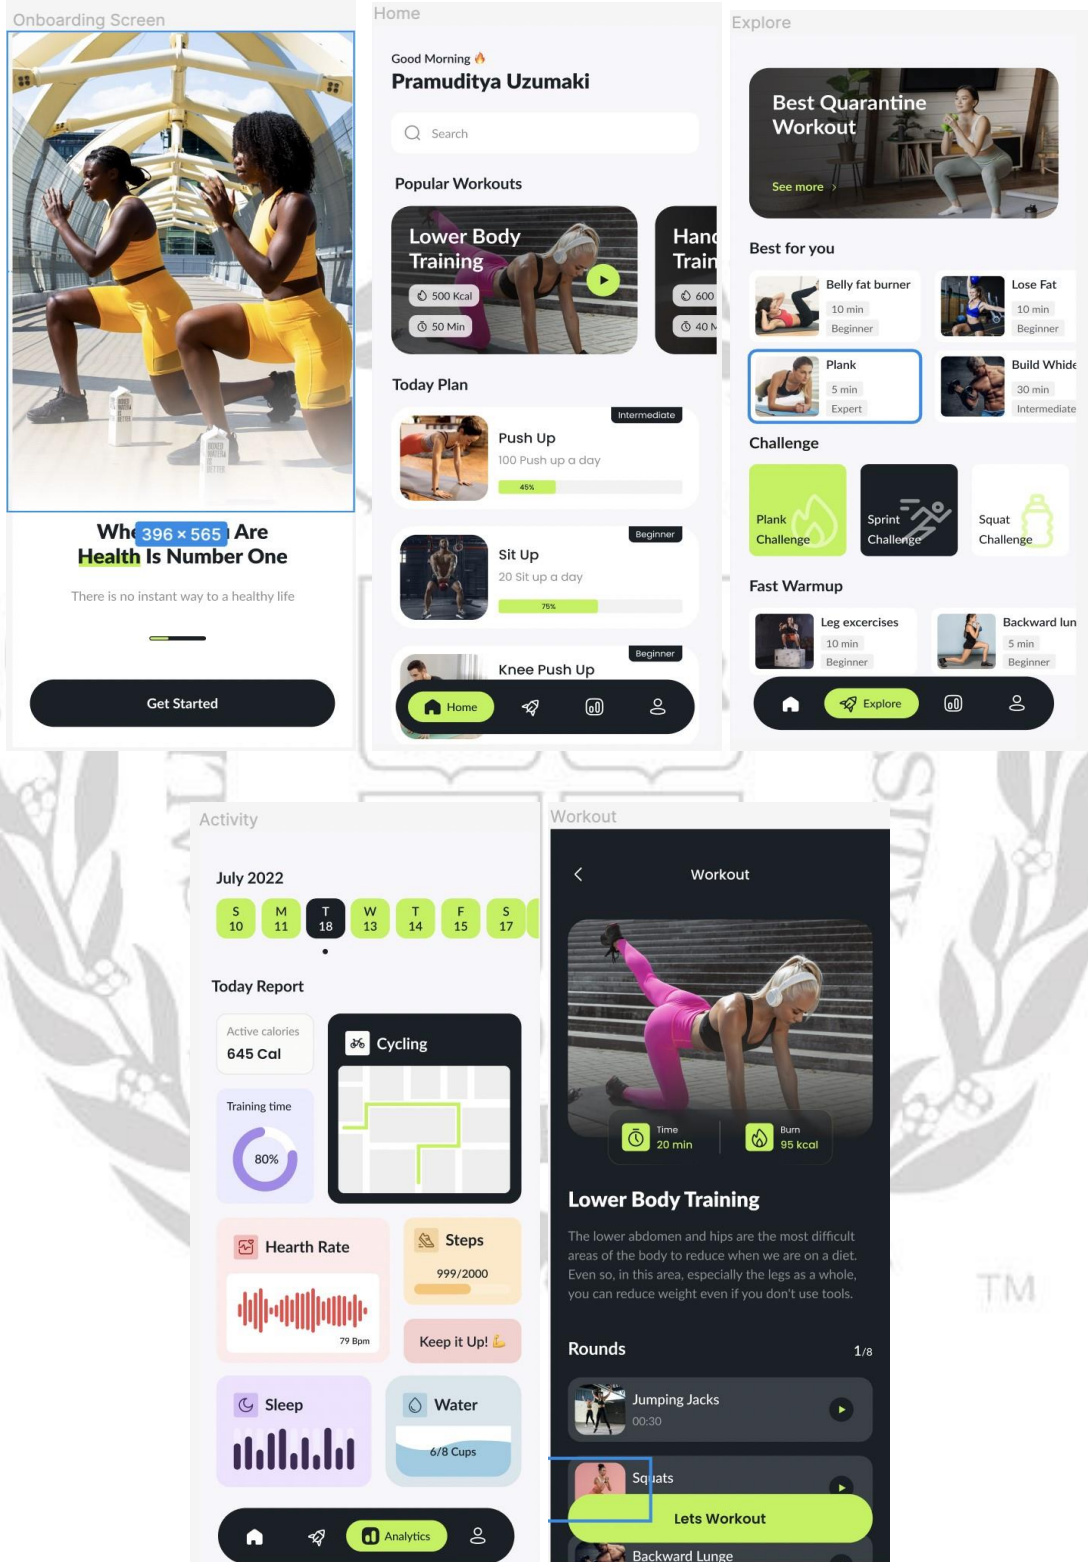 Onboarding Screen
396 × 565
Are
Health Is Number One
There is no instant way to a healthy life
Get Started
Home
Good Morning 🔥
Pramuditya Uzumaki
Search
Popular Workouts
Lower Body
Training
500 Kcal
50 Min
Hand
Train
600
40 M
Today Plan
Intermediate
Push Up
100 Push up a day
45%
Beginner
Sit Up
20 Sit up a day
75%
Beginner
Knee Push Up
Home
Explore
Best Quarantine
Workout
See more >
Best for you
Belly fat burner
10 min
Beginner
Lose Fat
10 min
Beginner
Plank
5 min
Expert
Build Whide
30 min
Intermediate
Challenge
Plank
Challenge
Sprint
Challenge
Squat
Challenge
Fast Warmup
Leg excercises
10 min
Beginner
Backward lun
5 min
Beginner
Explore
Activity
July 2022
S M T W T F S
10 11 18 13 14 15 17
Today Report
Active calories
645 Cal
Training time
80%
Cycling
Hearth Rate
79 Bpm
Steps
999/2000
Keep it Up! 💪
Sleep
Water
6/8 Cups
Analytics
Workout
Workout
Time
20 min
Burn
95 kcal
Lower Body Training
The lower abdomen and hips are the most difficult
areas of the body to reduce when we are on a diet.
Even so, in this area, especially the legs as a whole,
you can reduce weight even if you don't use tools.
Rounds
1/8
Jumping Jacks
00:30
Squats
Lets Workout
Backward Lunge
TM